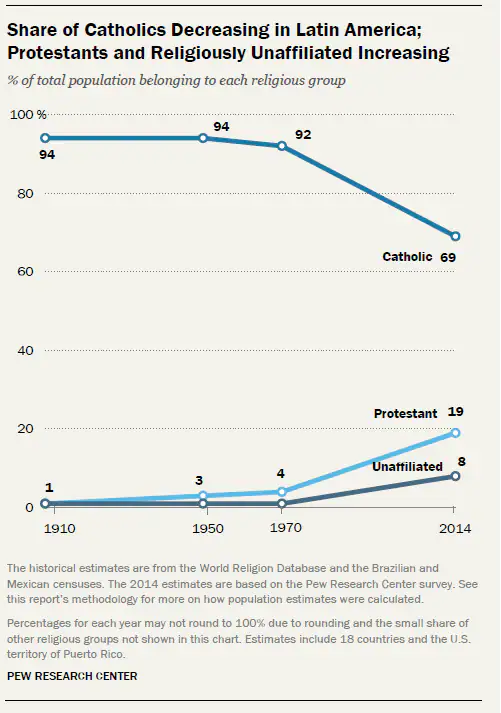 Share of Catholics Decreasing in Latin America;
Protestants and Religiously Unaffiliated Increasing
% of total population belonging to each religious group
100 %
94
94
92
80
Catholic 69
60
40
Protestant 19
20
Unaffiliated 8
1
3
4
0
1910
1950
1970
2014
The historical estimates are from the World Religion Database and the Brazilian and
Mexican censuses. The 2014 estimates are based on the Pew Research Center survey. See
this report's methodology for more on how population estimates were calculated.
Percentages for each year may not round to 100% due to rounding and the small share of
other religious groups not shown in this chart. Estimates include 18 countries and the U.S.
territory of Puerto Rico.
PEW RESEARCH CENTER